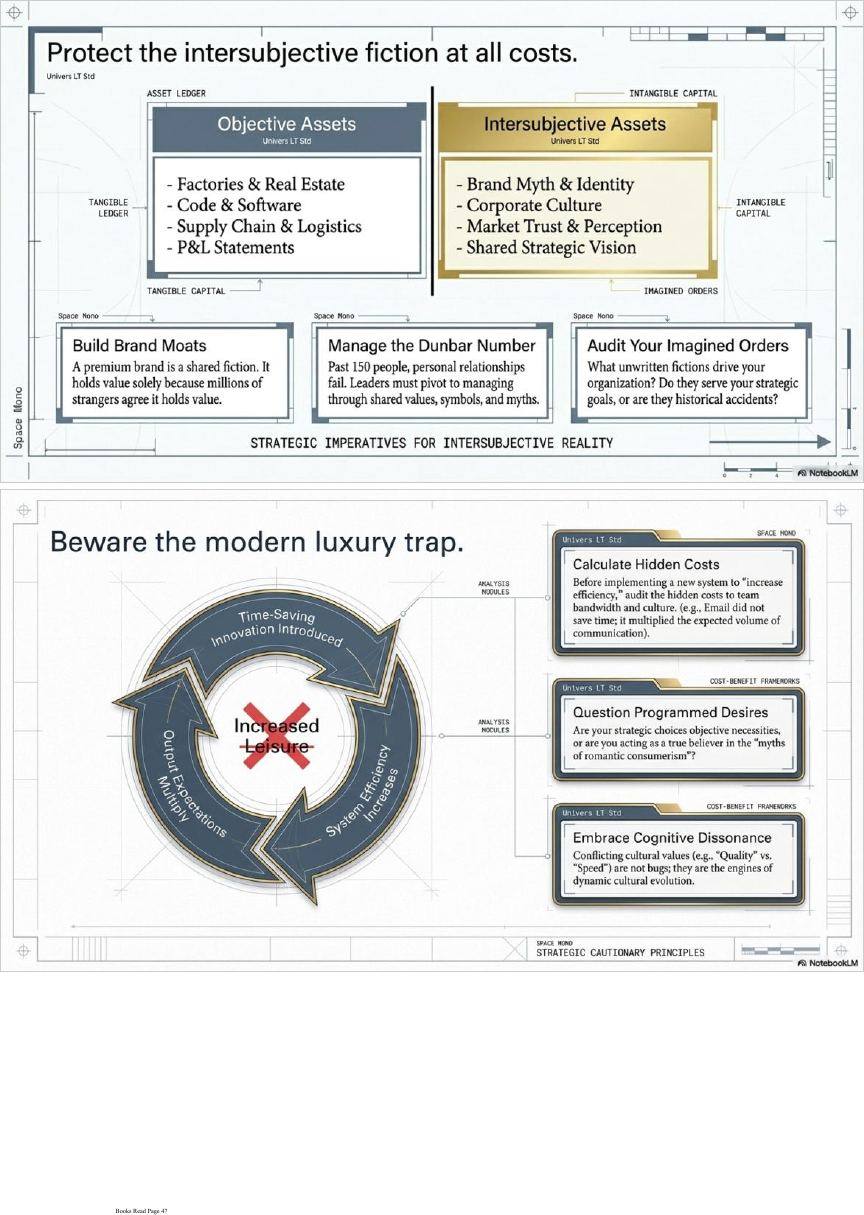 Protect the intersubjective fiction at all costs.
Univers LT Std
ASSET LEDGER
INTANGIBLE CAPITAL
Objective Assets
Univers LT Std
- Factories & Real Estate
- Code & Software
- Supply Chain & Logistics
- P&L Statements
TANGIBLE
LEDGER
TANGIBLE CAPITAL
Intersubjective Assets
Univers LT Std
- Brand Myth & Identity
- Corporate Culture
- Market Trust & Perception
- Shared Strategic Vision
INTANGIBLE
CAPITAL
IMAGINED ORDERS
Space Mono
Build Brand Moats
A premium brand is a shared fiction. It
holds value solely because millions of
strangers agree it holds value.
Space Mono
Manage the Dunbar Number
Past 150 people, personal relationships
fail. Leaders must pivot to managing
through shared values, symbols, and myths.
Space Mono
Audit Your Imagined Orders
What unwritten fictions drive your
organization? Do they serve your strategic
goals, or are they historical accidents?
Space Mono
STRATEGIC IMPERATIVES FOR INTERSUBJECTIVE REALITY
0 2 4
NotebookLM
Beware the modern luxury trap.
Time-Saving
Innovation Introduced
System Efficiency
Increases
Output Expectations
Multiply
Increased
Leisure
ANALYSIS
NODULES
ANALYSIS
NODULES
Univers LT Std
SPACE MONO
Calculate Hidden Costs
Before implementing a new system to "increase
efficiency," audit the hidden costs to team
bandwidth and culture. (e.g., Email did not
save time; it multiplied the expected volume of
communication).
COST-BENEFIT FRAMEWORKS
Univers LT Std
Question Programmed Desires
Are your strategic choices objective necessities,
or are you acting as a true believer in the "myths
of romantic consumerism"?
COST-BENEFIT FRAMEWORKS
Univers LT Std
Embrace Cognitive Dissonance
Conflicting cultural values (e.g., "Quality" vs.
"Speed") are not bugs; they are the engines of
dynamic cultural evolution.
SPACE MONO
STRATEGIC CAUTIONARY PRINCIPLES
NotebookLM
Books Read Page 47